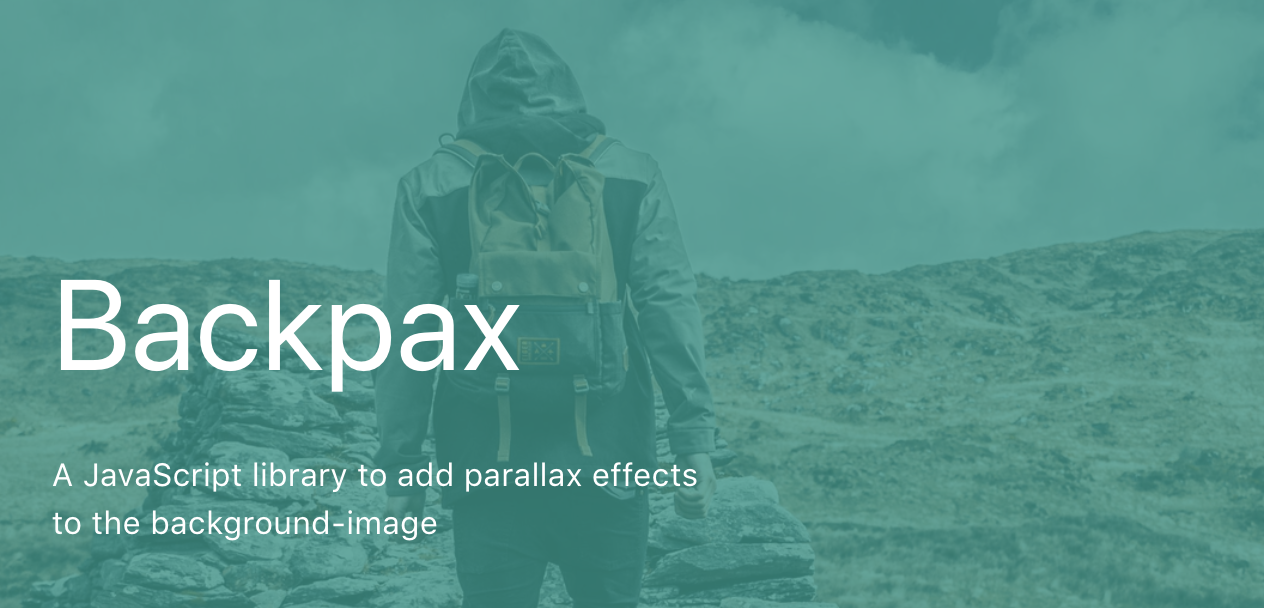 Backpax
A JavaScript library to add parallax effects
to the background-image